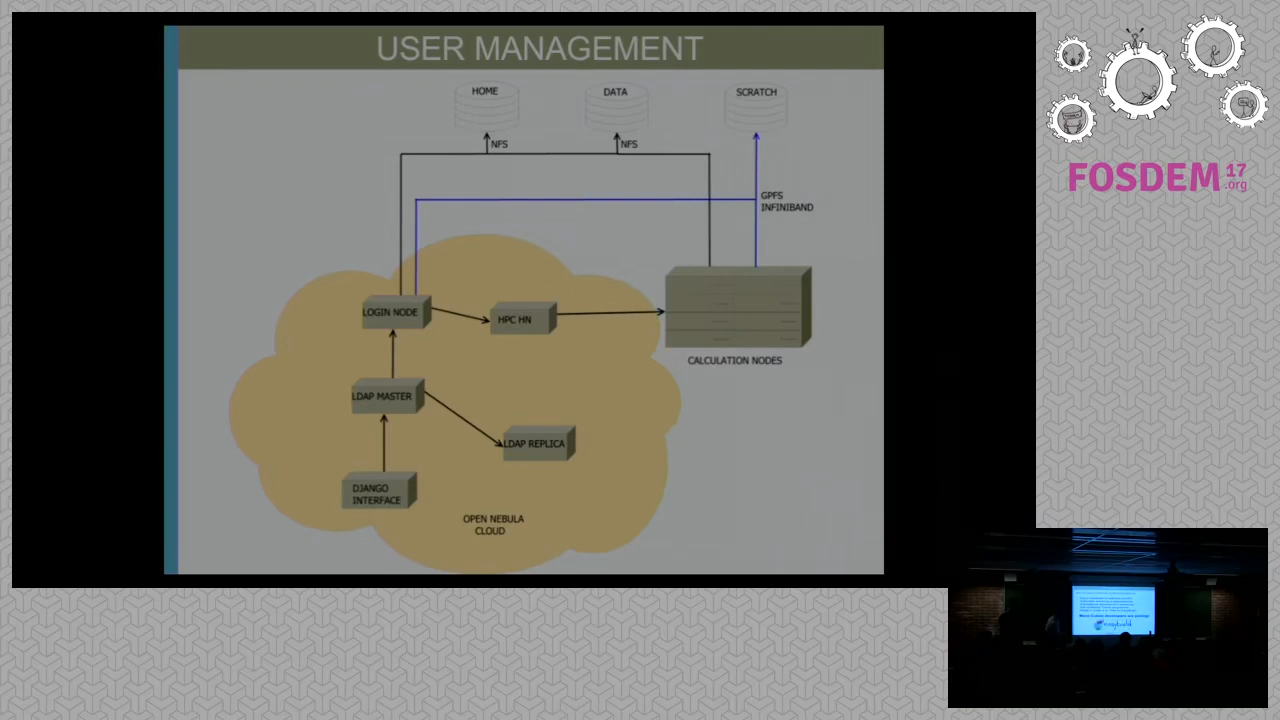 USER MANAGEMENT
HOME
DATA
SCRATCH
NFS
NFS
GPFS
INFINIBAND
LOGIN NODE
HPC HN
CALCULATION NODES
LDAP MASTER
LDAP REPLICA
DJANGO
INTERFACE
OPEN NEBULA
CLOUD
FOSDEM 17
.org